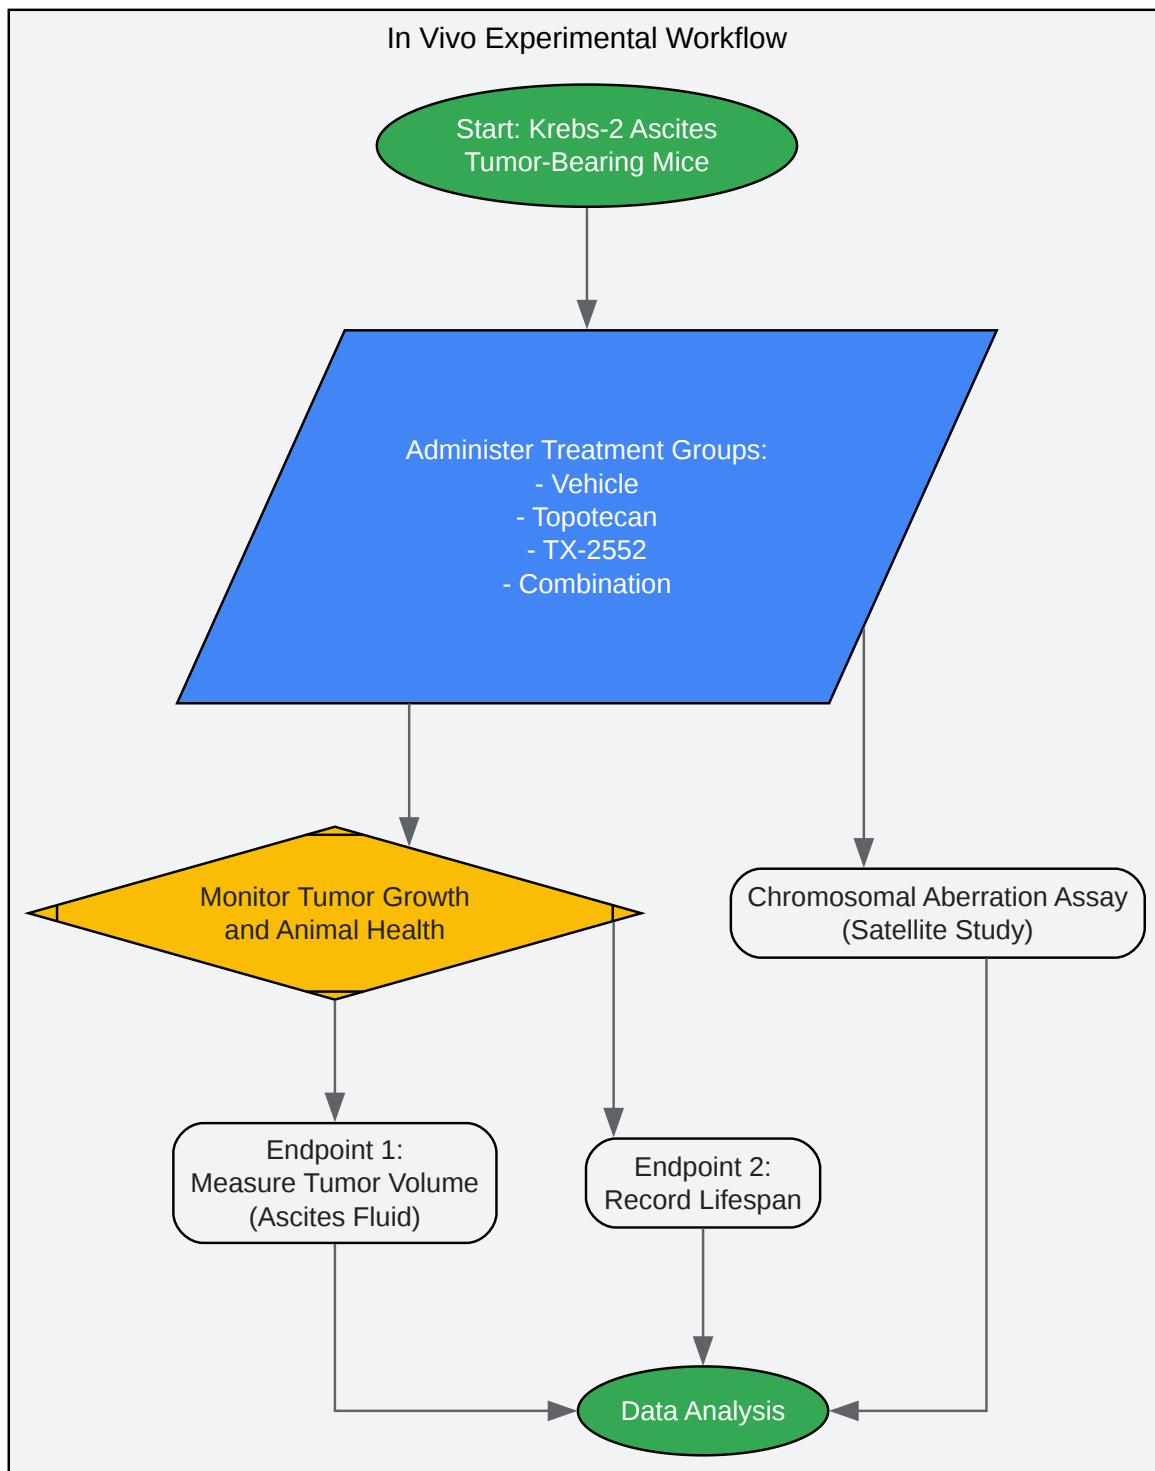 In Vivo Experimental Workflow
Start: Krebs-2 Ascites
Tumor-Bearing Mice
Administer Treatment Groups:
- Vehicle
- Topotecan
- TX-2552
- Combination
Monitor Tumor Growth
and Animal Health
Chromosomal Aberration Assay
(Satellite Study)
Endpoint 1:
Measure Tumor Volume
(Ascites Fluid)
Endpoint 2:
Record Lifespan
Data Analysis